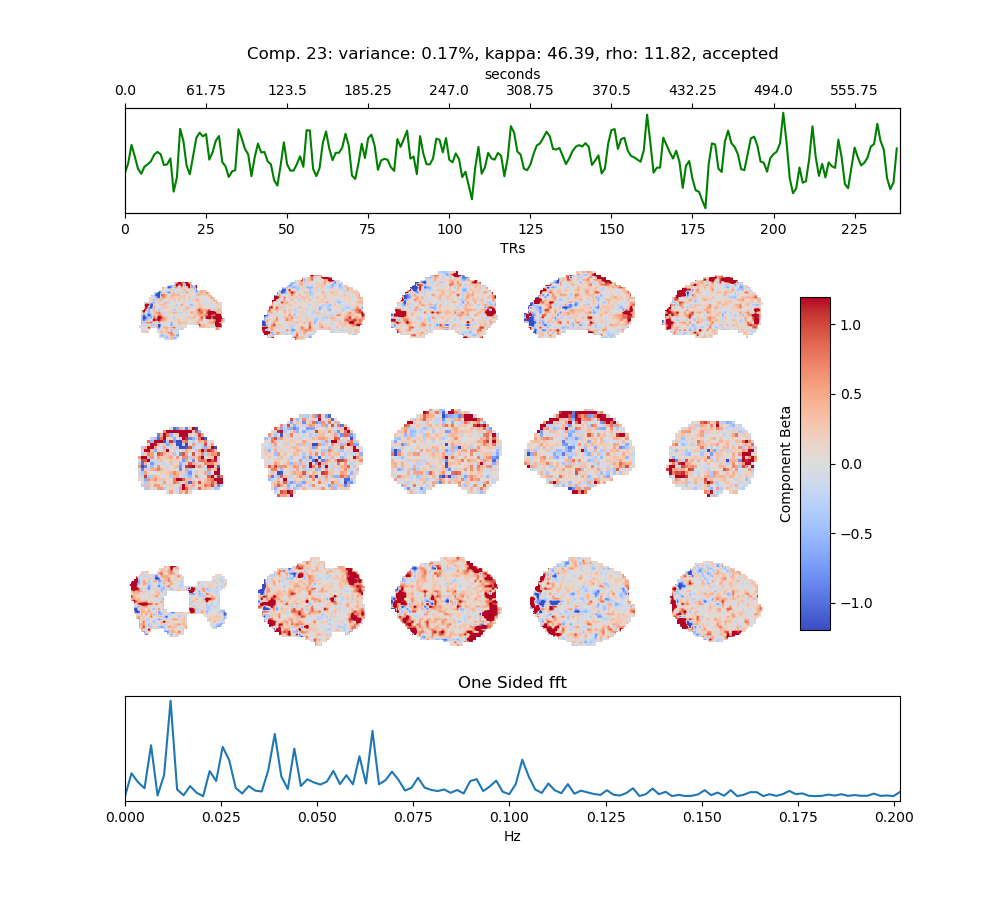 Comp. 23: variance: 0.17%, kappa: 46.39, rho: 11.82, accepted
seconds
0.0 61.75 123.5 185.25 247.0 308.75 370.5 432.25 494.0 555.75
0 25 50 75 100 125 150 175 200 225
TRs
1.0
0.5
0.0
−0.5
−1.0
Component Beta
One Sided fft
0.000 0.025 0.050 0.075 0.100 0.125 0.150 0.175 0.200
Hz